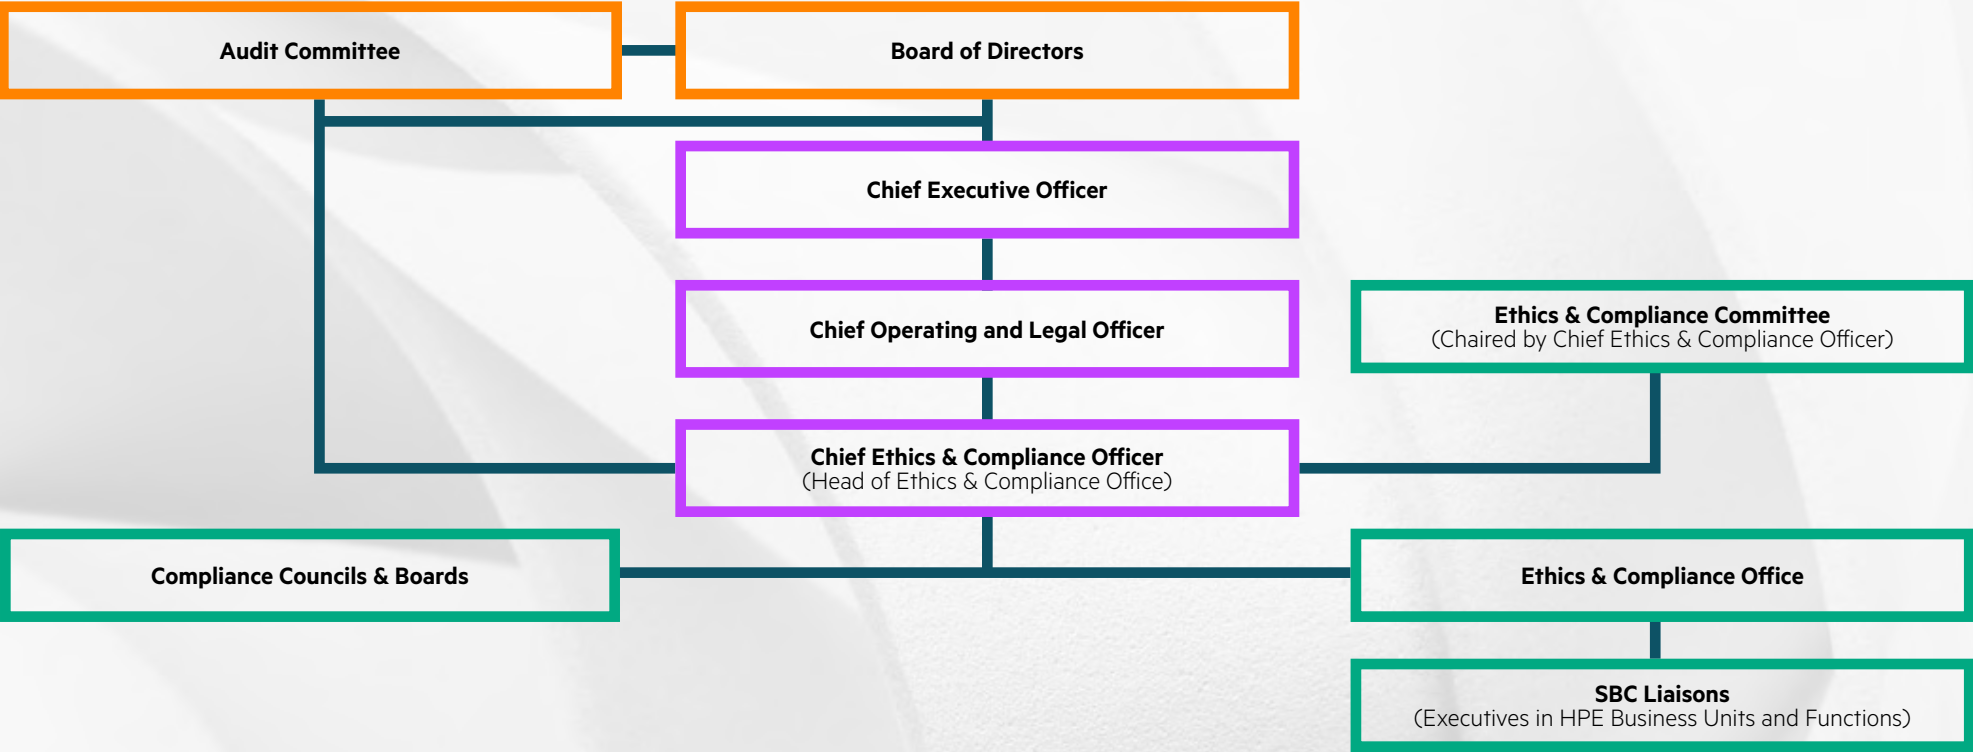 Audit Committee
Board of Directors
Chief Executive Officer
Chief Operating and Legal Officer
Ethics & Compliance Committee
(Chaired by Chief Ethics & Compliance Officer)
Chief Ethics & Compliance Officer
(Head of Ethics & Compliance Office)
Compliance Councils & Boards
Ethics & Compliance Office
SBC Liaisons
(Executives in HPE Business Units and Functions)